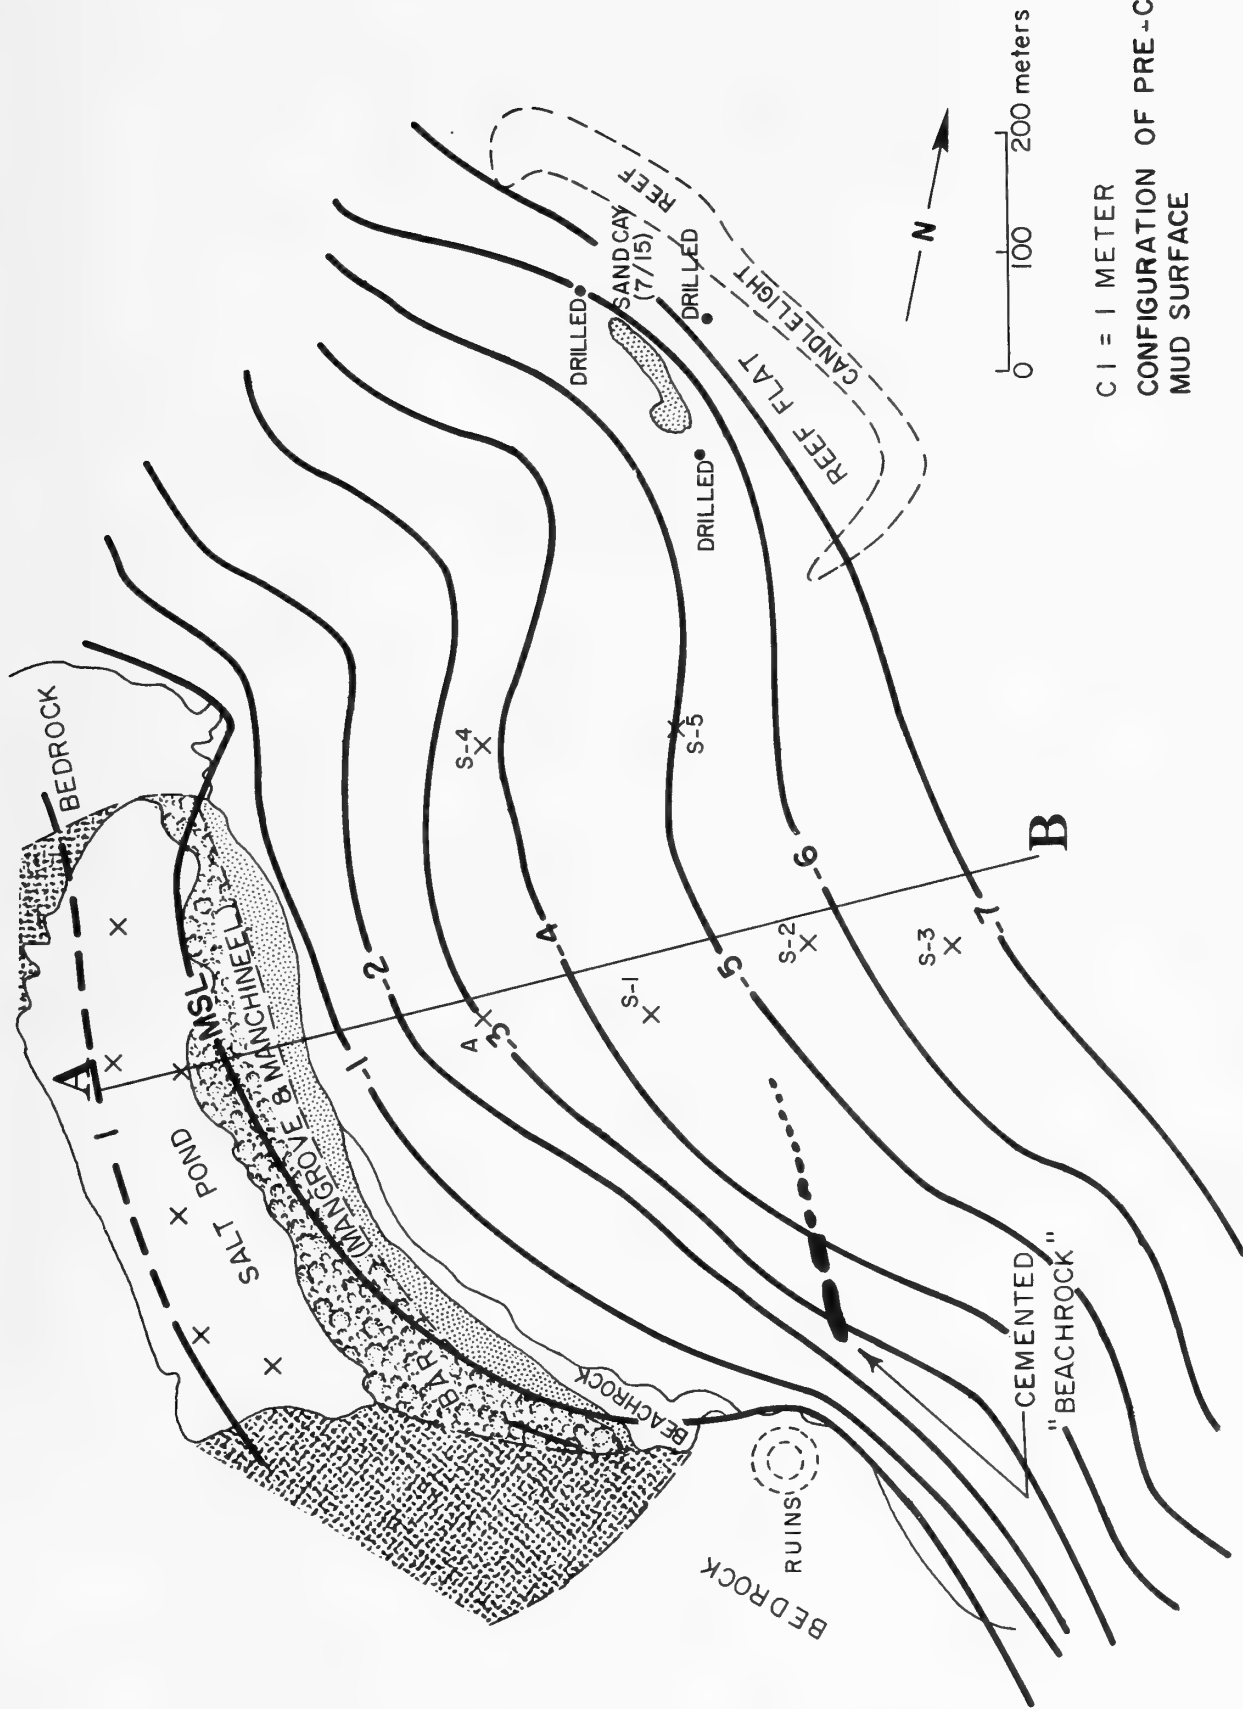 BEDROCK
A
1
MSL
SALT POND
BAR (MANGROVE & MANCHINEEL)
BEACHROCK
RUINS
BEDROCK
-1
-2
A
-3
-4
-5
-6
-7
S-1
S-2
S-3
S-4
S-5
B
DRILLED
SAND CAY
(7/15)
DRILLED
DRILLED
REEF FLAT
CANDLELIGHT
REEF
CEMENTED
"BEACHROCK"
N
0 100 200 meters
CI = 1 METER
CONFIGURATION OF PRE-C
MUD SURFACE